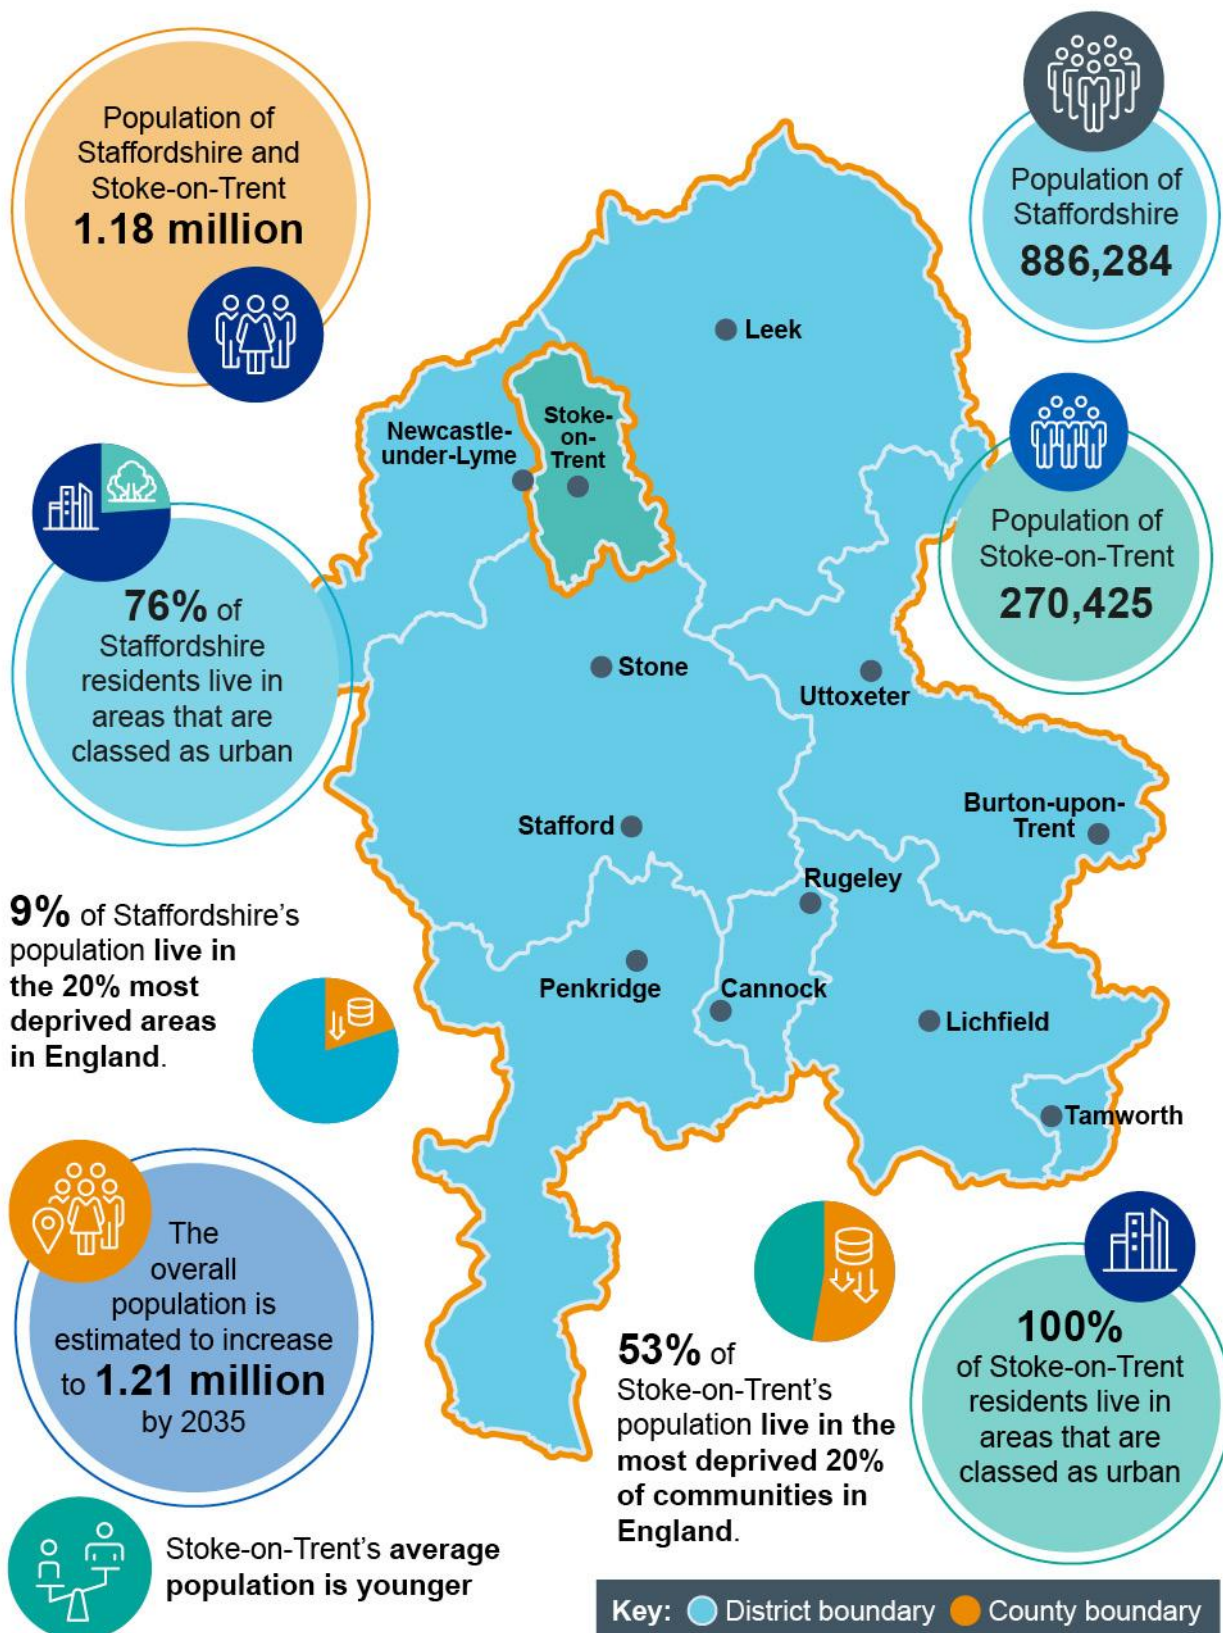 Population of
Staffordshire and
Stoke-on-Trent
1.18 million
Population of
Staffordshire
886,284
Leek
Newcastle-
under-Lyme
Stoke-
on-
Trent
Population of
Stoke-on-Trent
270,425
76% of
Staffordshire
residents live in
areas that are
classed as urban
Stone
Uttoxeter
Burton-upon-
Trent
Stafford
Rugeley
9% of Staffordshire’s
population live in
the 20% most
deprived areas
in England.
Penkridge
Cannock
Lichfield
Tamworth
The
overall
population is
estimated to increase
to 1.21 million
by 2035
53% of
Stoke-on-Trent’s
population live in the
most deprived 20%
of communities in
England.
100%
of Stoke-on-Trent
residents live in
areas that are
classed as urban
Stoke-on-Trent’s average
population is younger
Key: District boundary County boundary